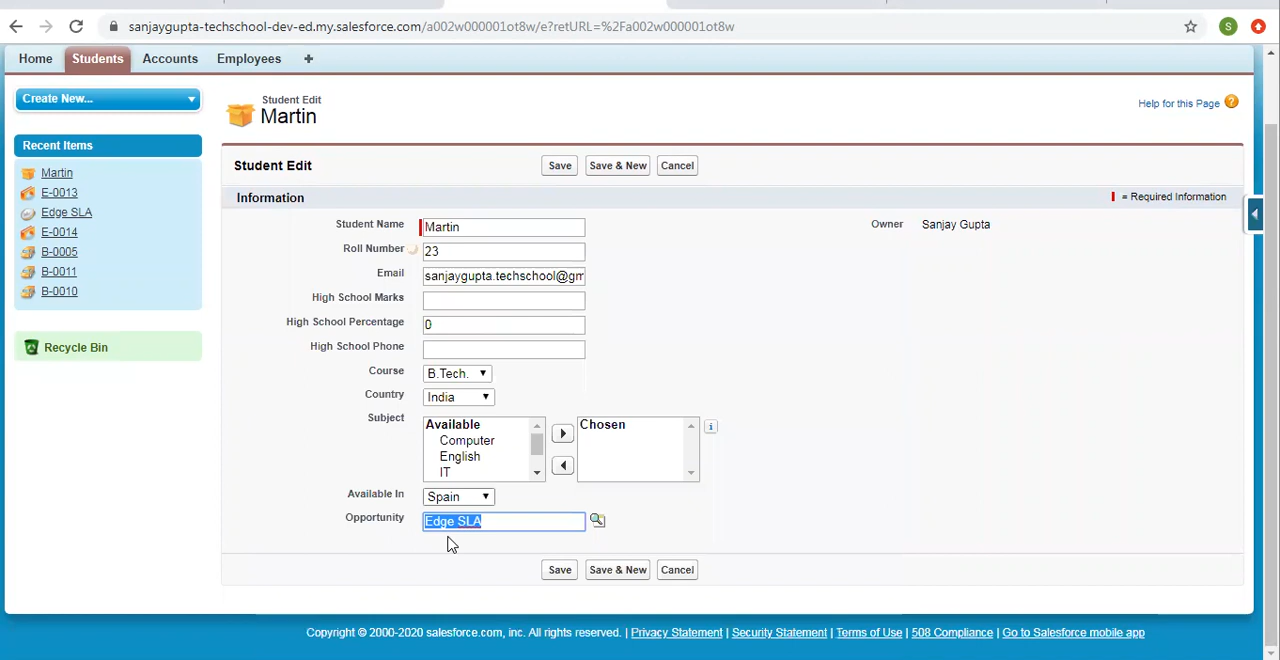 sanjaygupta-techschool-dev-ed.my.salesforce.com/a002w000001ot8w/e?retURL=%2Fa002w000001ot8w
S
Home Students Accounts Employees +
Create New...
Student Edit
Martin
Help for this Page ?
Recent Items
Martin
E-0013
Edge SLA
E-0014
B-0005
B-0011
B-0010
Recycle Bin
Student Edit Save Save & New Cancel
Information = Required Information
Student Name Martin Owner Sanjay Gupta
Roll Number 23
Email sanjaygupta.techschool@gm
High School Marks
High School Percentage 0
High School Phone
Course B.Tech.
Country India
Subject Available Chosen
Computer
English
IT
Available In Spain
Opportunity Edge SLA
Save Save & New Cancel
Copyright © 2000-2020 salesforce.com, inc. All rights reserved. | Privacy Statement | Security Statement | Terms of Use | 508 Compliance | Go to Salesforce mobile app